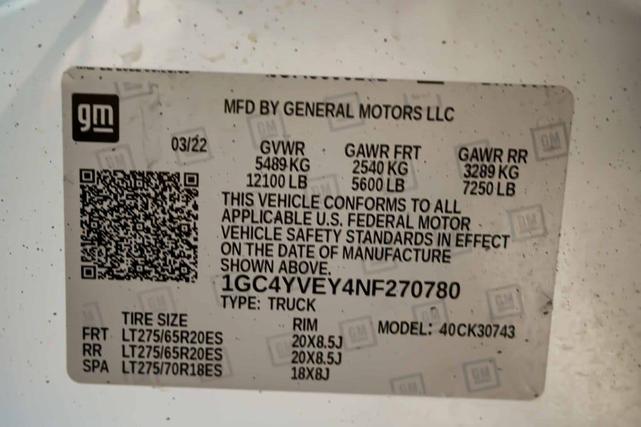 gm
MFD BY GENERAL MOTORS LLC
03/22
GVWR GAWR FRT GAWR RR
5489 KG 2540 KG 3289 KG
12100 LB 5600 LB 7250 LB
THIS VEHICLE CONFORMS TO ALL
APPLICABLE U.S. FEDERAL MOTOR
VEHICLE SAFETY STANDARDS IN EFFECT
ON THE DATE OF MANUFACTURE
SHOWN ABOVE.
1GC4YVEY4NF270780
TYPE: TRUCK
TIRE SIZE RIM MODEL: 40CK30743
FRT LT275/65R20ES 20X8.5J
RR LT275/65R20ES 20X8.5J
SPA LT275/70R18ES 18X8J